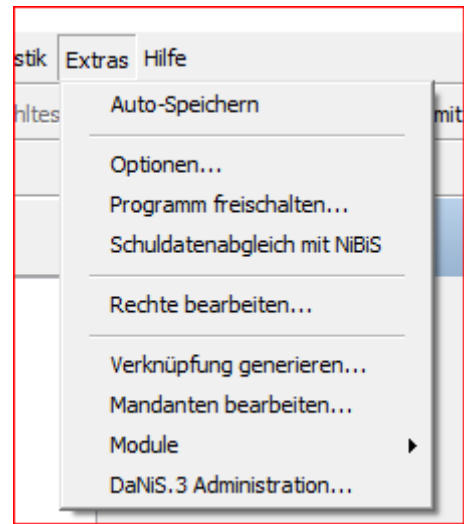 stik Extras Hilfe
hltes
Auto-Speichern
mit
Optionen...
Programm freischalten...
Schuldatenabgleich mit NiBiS
Rechte bearbeiten...
Verknüpfung generieren...
Mandanten bearbeiten...
Module
DaNiS.3 Administration...